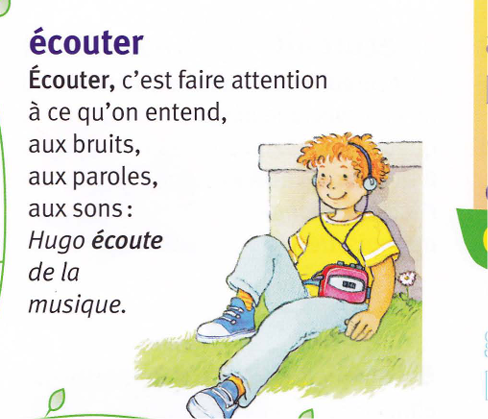 écouter
Écouter, c'est faire attention
à ce qu'on entend,
aux bruits,
aux paroles,
aux sons :
Hugo écoute
de la
musique.